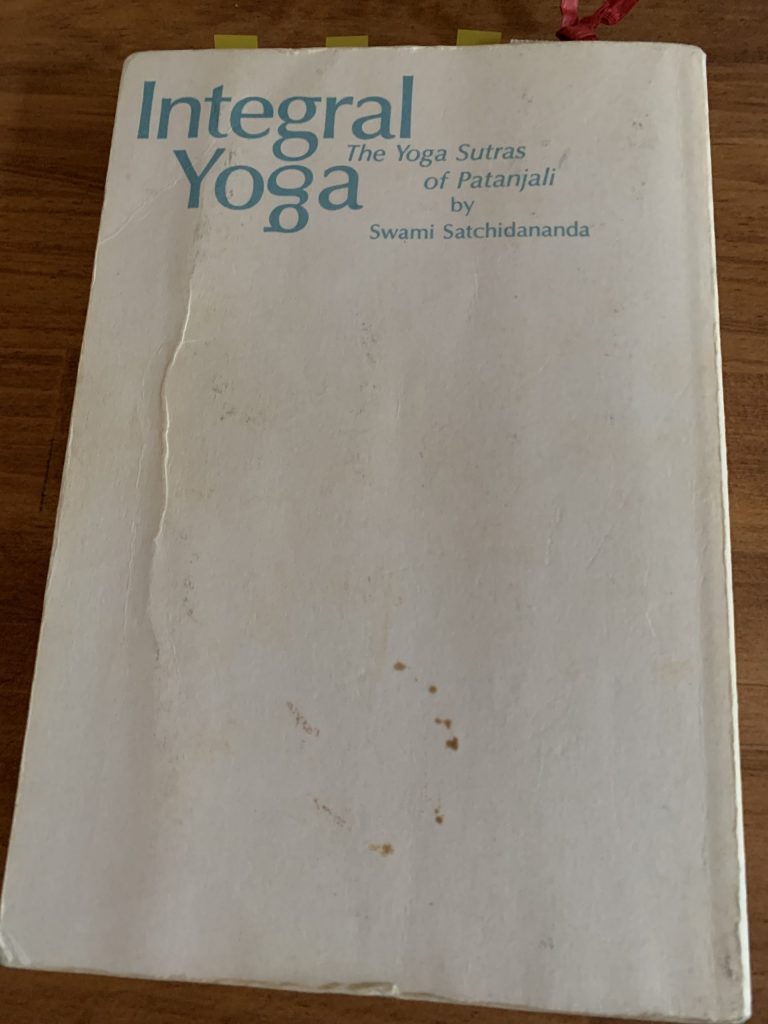 Integral
Yoga
The Yoga Sutras
of Patanjali
by
Swami Satchidananda